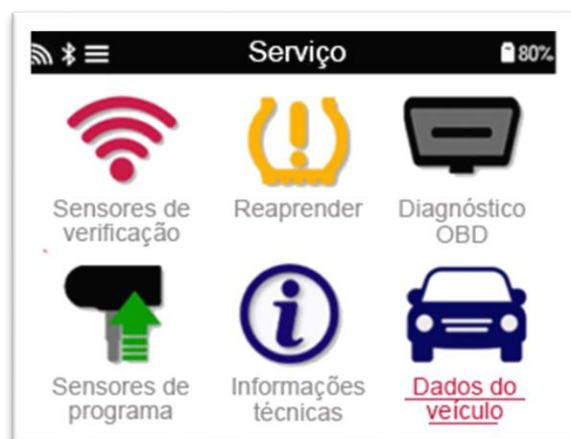 Serviço
80%
Sensores de
verificação
Reaprender
Diagnóstico
OBD
Sensores de
programa
Informações
técnicas
Dados do
veículo